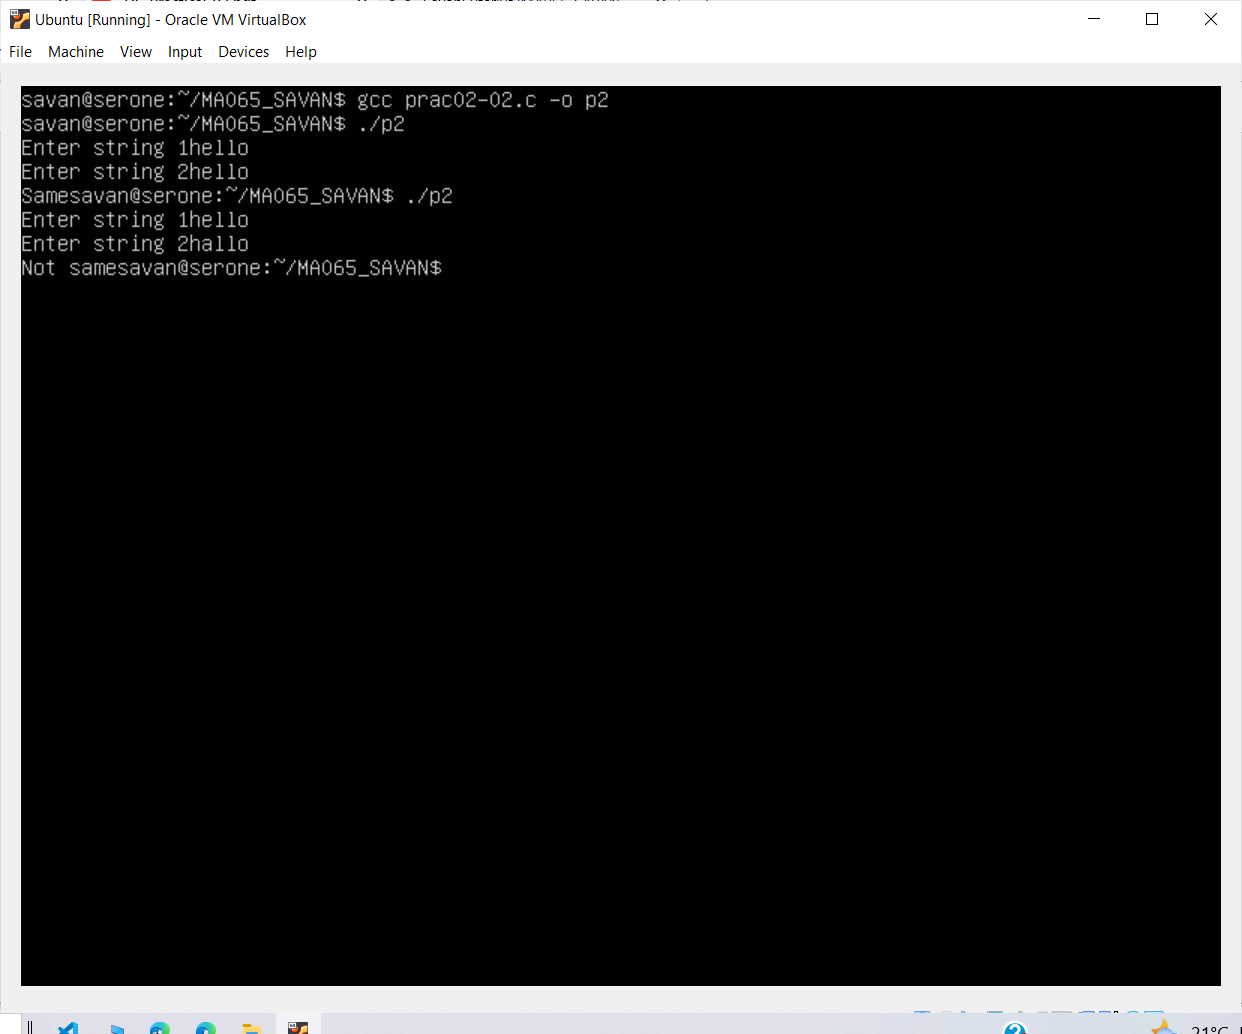 Ubuntu [Running] - Oracle VM VirtualBox
File Machine View Input Devices Help
savan@serone:~/MA065_SAVAN$ gcc prac02-02.c -o p2
savan@serone:~/MA065_SAVAN$ ./p2
Enter string 1hello
Enter string 2hello
Samesavan@serone:~/MA065_SAVAN$ ./p2
Enter string 1hello
Enter string 2hallo
Not samesavan@serone:~/MA065_SAVAN$
21°C